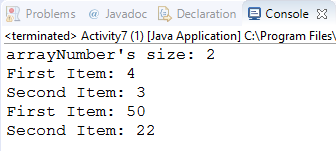 Problems @ Javadoc Declaration Console
<terminated> Activity7 (1) [Java Application] C:\Program Files\
arrayNumber's size: 2
First Item: 4
Second Item: 3
First Item: 50
Second Item: 22